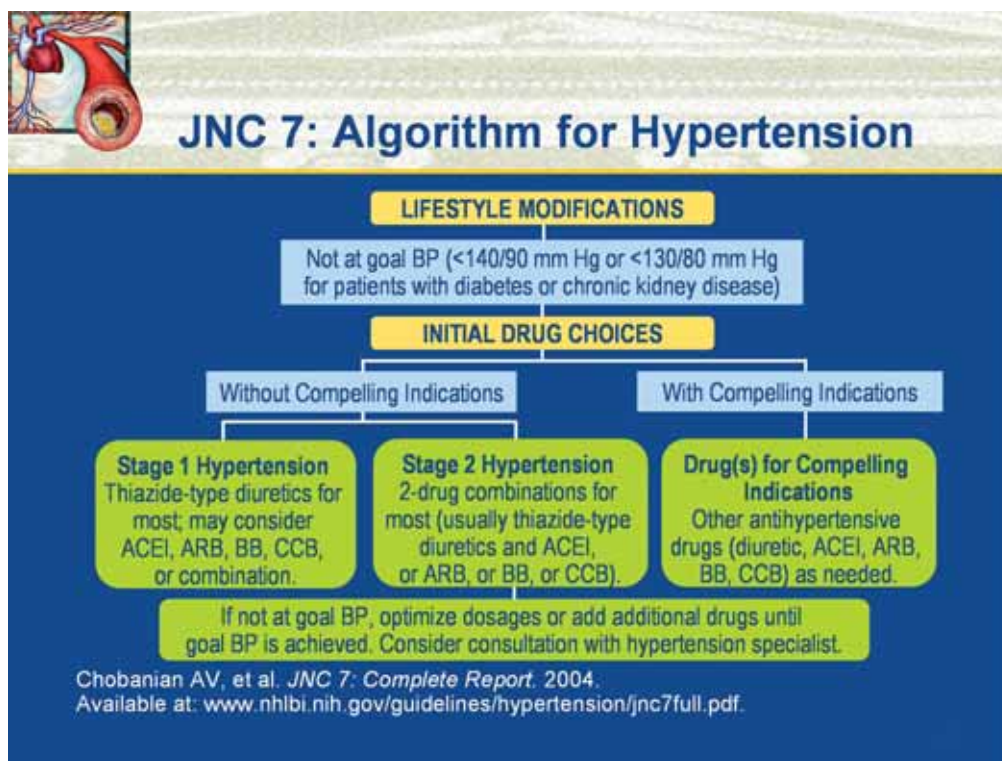 JNC 7: Algorithm for Hypertension
LIFESTYLE MODIFICATIONS
Not at goal BP (<140/90 mm Hg or <130/80 mm Hg
for patients with diabetes or chronic kidney disease)
INITIAL DRUG CHOICES
Without Compelling Indications
With Compelling Indications
Stage 1 Hypertension
Thiazide-type diuretics for
most; may consider
ACEI, ARB, BB, CCB,
or combination.
Stage 2 Hypertension
2-drug combinations for
most (usually thiazide-type
diuretics and ACEI,
or ARB, or BB, or CCB).
Drug(s) for Compelling
Indications
Other antihypertensive
drugs (diuretic, ACEI, ARB,
BB, CCB) as needed.
If not at goal BP, optimize dosages or add additional drugs until
goal BP is achieved. Consider consultation with hypertension specialist.
Chobanian AV, et al. JNC 7: Complete Report. 2004.
Available at: www.nhlbi.nih.gov/guidelines/hypertension/jnc7full.pdf.